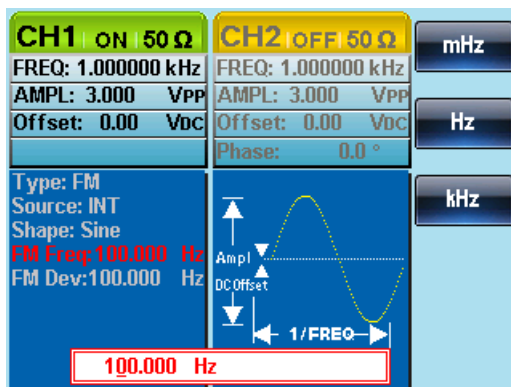 CH1 ON 50 Ω
FREQ: 1.000000 kHz
AMPL: 3.000 VPP
Offset: 0.00 VDC
CH2 OFF 50 Ω
FREQ: 1.000000 kHz
AMPL: 3.000 VPP
Offset: 0.00 VDC
Phase: 0.0 °
Type: FM
Source: INT
Shape: Sine
FM Freq:100.000 Hz
FM Dev:100.000 Hz
Ampl
DC Offset
1/FREQ
100.000 Hz
mHz
Hz
kHz